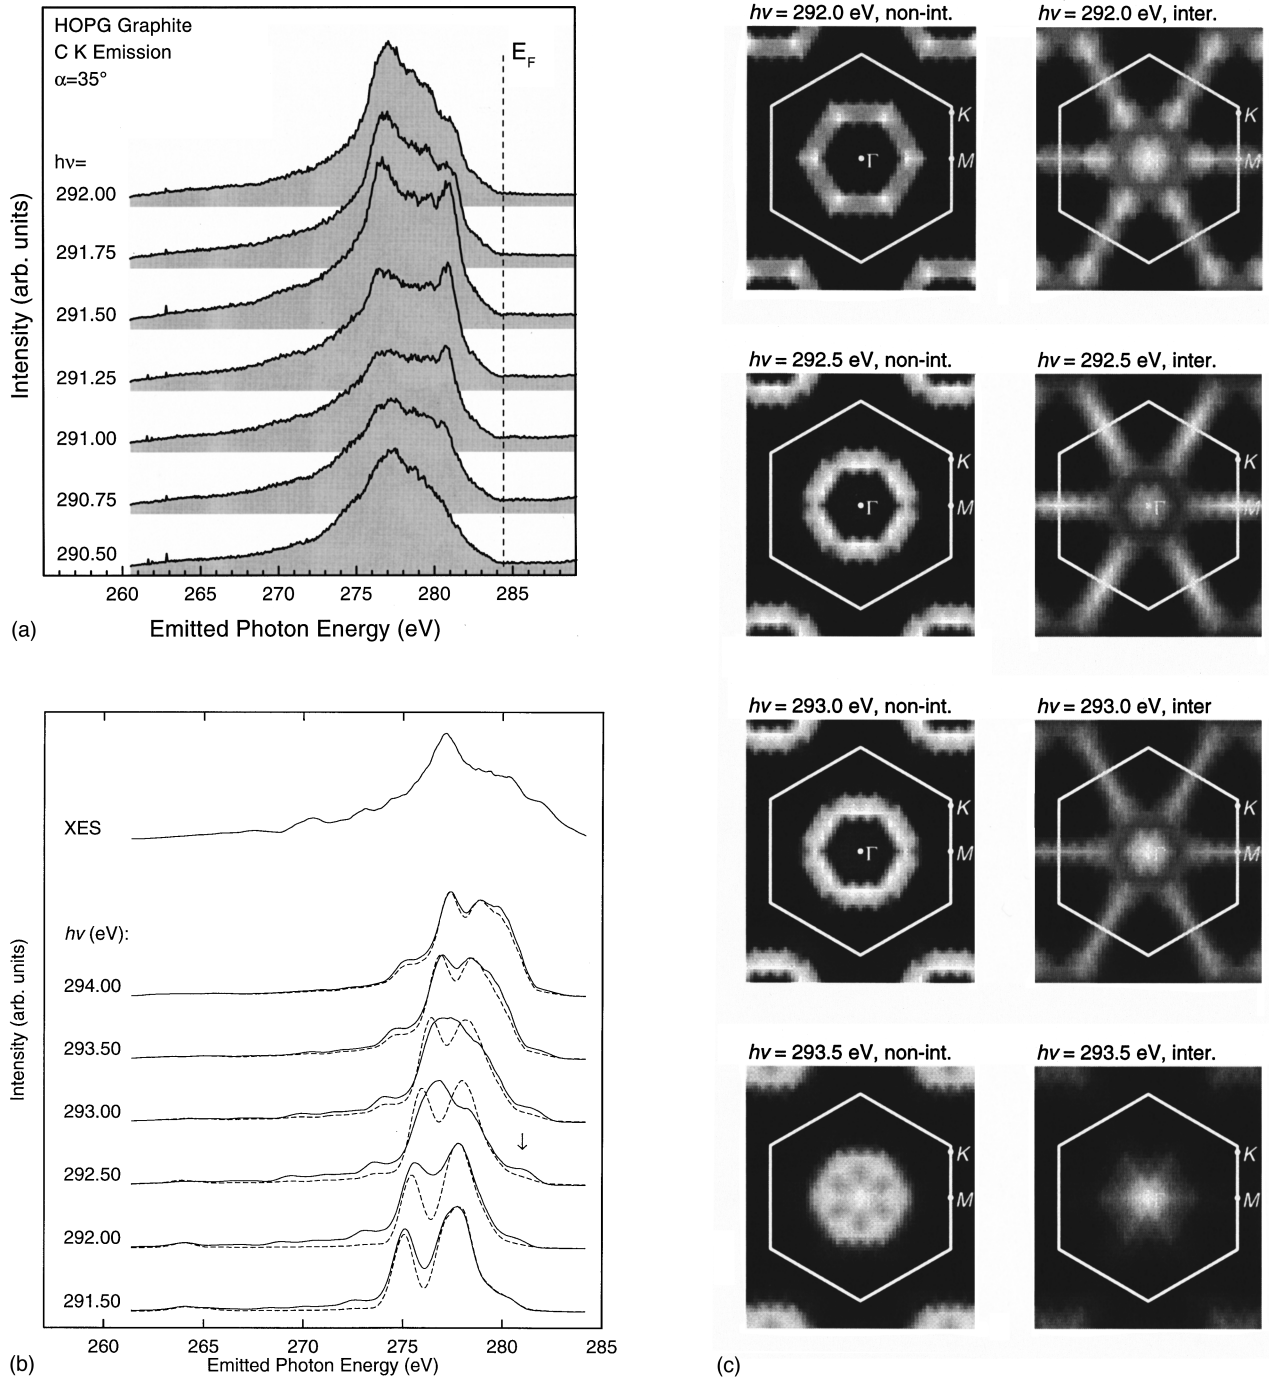 HOPG Graphite
C K Emission
α=35°
E_F
hν=
292.00
291.75
291.50
291.25
291.00
290.75
290.50
Intensity (arb. units)
260 265 270 275 280 285
(a) Emitted Photon Energy (eV)
XES
hν (eV):
294.00
293.50
293.00
292.50
↓
292.00
291.50
Intensity (arb. units)
260 265 270 275 280 285
(b) Emitted Photon Energy (eV)
hν = 292.0 eV, non-int.
K
Γ
M
hν = 292.0 eV, inter.
K
Γ
M
hν = 292.5 eV, non-int.
K
Γ
M
hν = 292.5 eV, inter.
K
Γ
M
hν = 293.0 eV, non-int.
K
Γ
M
hν = 293.0 eV, inter
K
Γ
M
hν = 293.5 eV, non-int.
K
M
hν = 293.5 eV, inter.
K
M
(c)